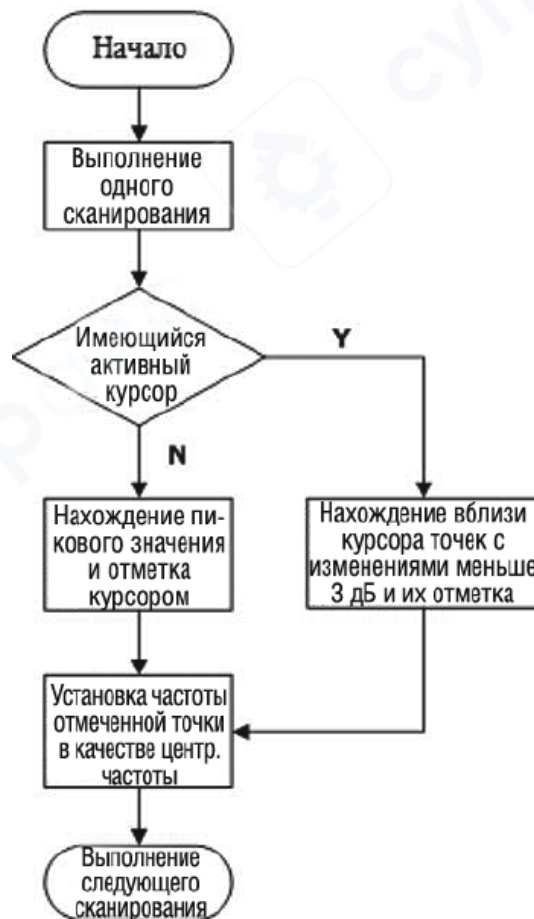 Начало
Выполнение
одного
сканирования
Имеющийся
активный
курсор
Y
N
Нахождение пи-
кового значения
и отметка
курсором
Нахождение вблизи
курсора точек с
изменениями меньше
3 дБ и их отметка
Установка частоты
отмеченной точки
в качестве центр.
частоты
Выполнение
следующего
сканирования